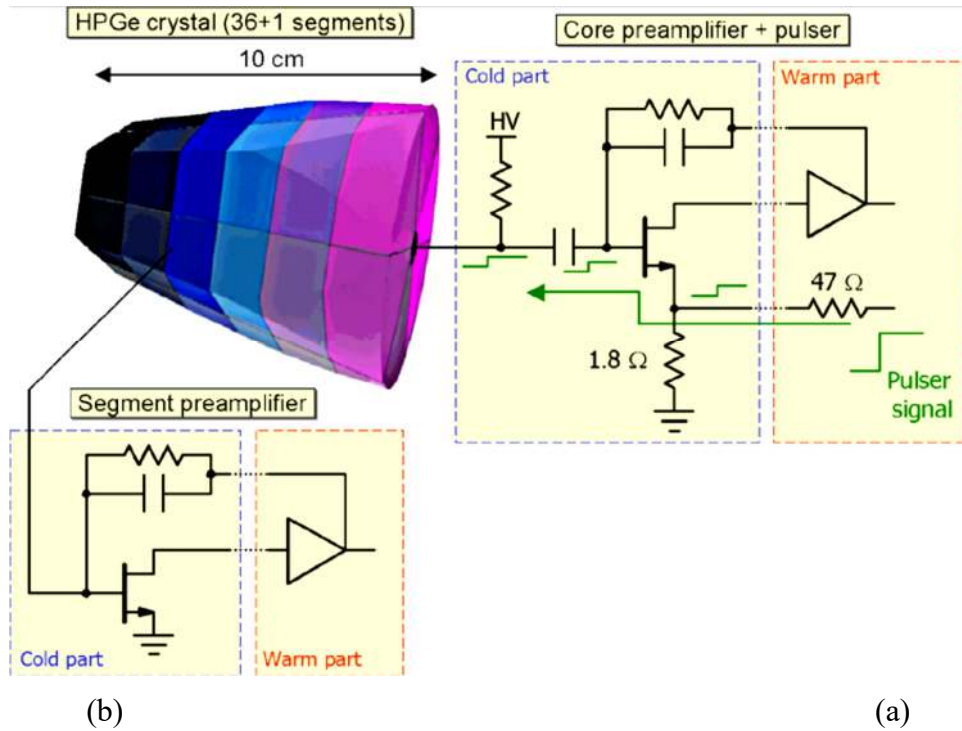 HPGe crystal (36+1 segments)
Core preamplifier + pulser
10 cm
Cold part
Warm part
HV
47 Ω
1.8 Ω
Pulser
signal
Segment preamplifier
Cold part
Warm part
(b)
(a)